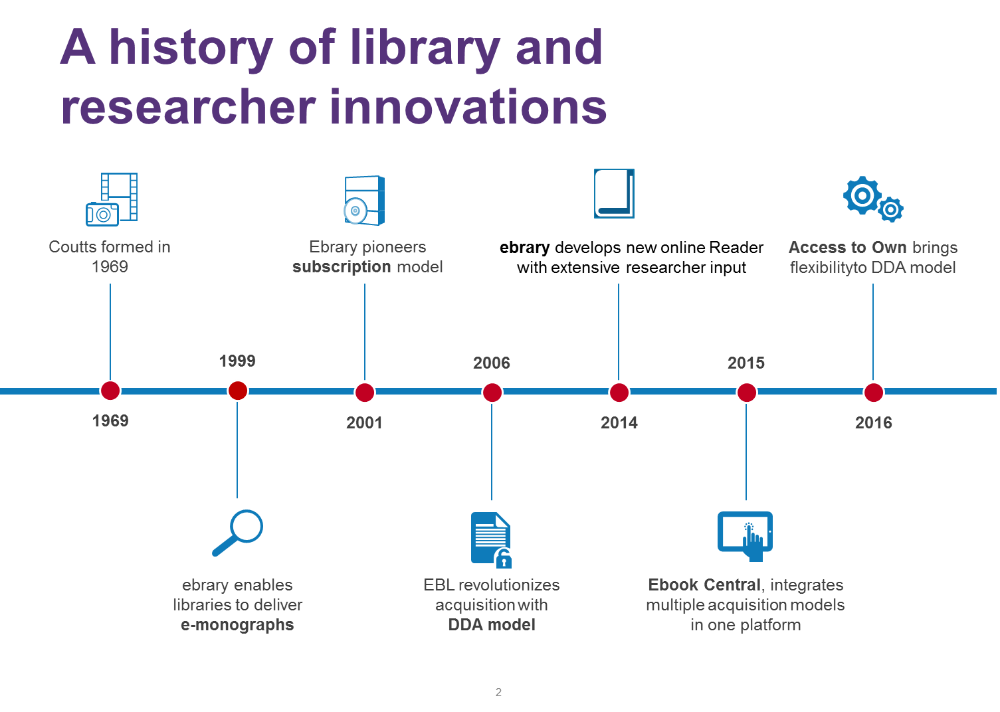 A history of library and
researcher innovations
Coutts formed in
1969
Ebrary pioneers
subscription model
ebrary develops new online Reader
with extensive researcher input
Access to Own brings
flexibilityto DDA model
1999
2006
2015
1969
2001
2014
2016
ebrary enables
libraries to deliver
e-monographs
EBL revolutionizes
acquisition with
DDA model
Ebook Central, integrates
multiple acquisition models
in one platform
2